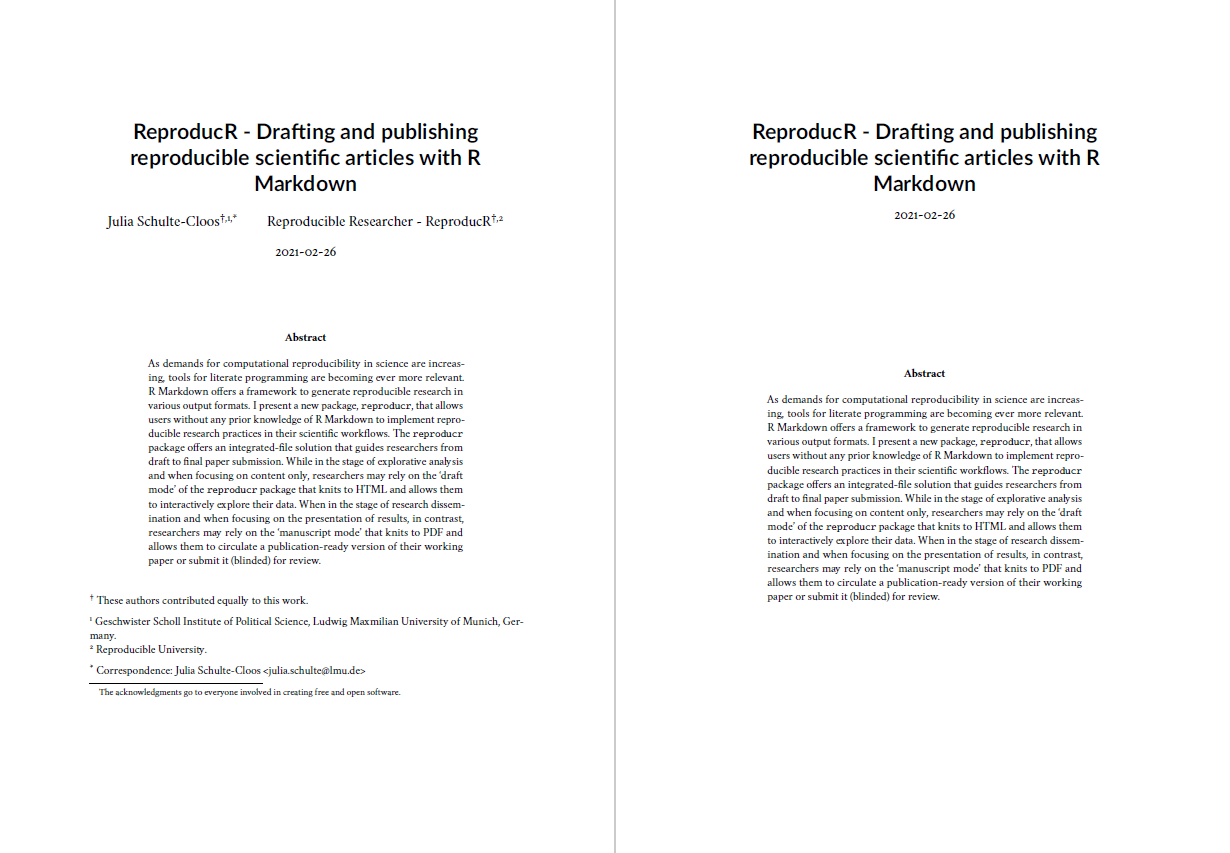 ReproducR - Drafting and publishing
reproducible scientific articles with R
Markdown
Julia Schulte-Cloos†,1,* Reproducible Researcher - ReproducR†,2
2021-02-26
Abstract
As demands for computational reproducibility in science are increas-
ing, tools for literate programming are becoming ever more relevant.
R Markdown offers a framework to generate reproducible research in
various output formats. I present a new package, reproducr, that allows
users without any prior knowledge of R Markdown to implement repro-
ducible research practices in their scientific workflows. The reproducr
package offers an integrated-file solution that guides researchers from
draft to final paper submission. While in the stage of explorative analysis
and when focusing on content only, researchers may rely on the ‘draft
mode’ of the reproducr package that knits to HTML and allows them
to interactively explore their data. When in the stage of research dissem-
ination and when focusing on the presentation of results, in contrast,
researchers may rely on the ‘manuscript mode’ that knits to PDF and
allows them to circulate a publication-ready version of their working
paper or submit it (blinded) for review.
† These authors contributed equally to this work.
1 Geschwister Scholl Institute of Political Science, Ludwig Maxmilian University of Munich, Ger-
many.
2 Reproducible University.
* Correspondence: Julia Schulte-Cloos <julia.schulte@lmu.de>
The acknowledgments go to everyone involved in creating free and open software.
ReproducR - Drafting and publishing
reproducible scientific articles with R
Markdown
2021-02-26
Abstract
As demands for computational reproducibility in science are increas-
ing, tools for literate programming are becoming ever more relevant.
R Markdown offers a framework to generate reproducible research in
various output formats. I present a new package, reproducr, that allows
users without any prior knowledge of R Markdown to implement repro-
ducible research practices in their scientific workflows. The reproducr
package offers an integrated-file solution that guides researchers from
draft to final paper submission. While in the stage of explorative analysis
and when focusing on content only, researchers may rely on the ‘draft
mode’ of the reproducr package that knits to HTML and allows them
to interactively explore their data. When in the stage of research dissem-
ination and when focusing on the presentation of results, in contrast,
researchers may rely on the ‘manuscript mode’ that knits to PDF and
allows them to circulate a publication-ready version of their working
paper or submit it (blinded) for review.